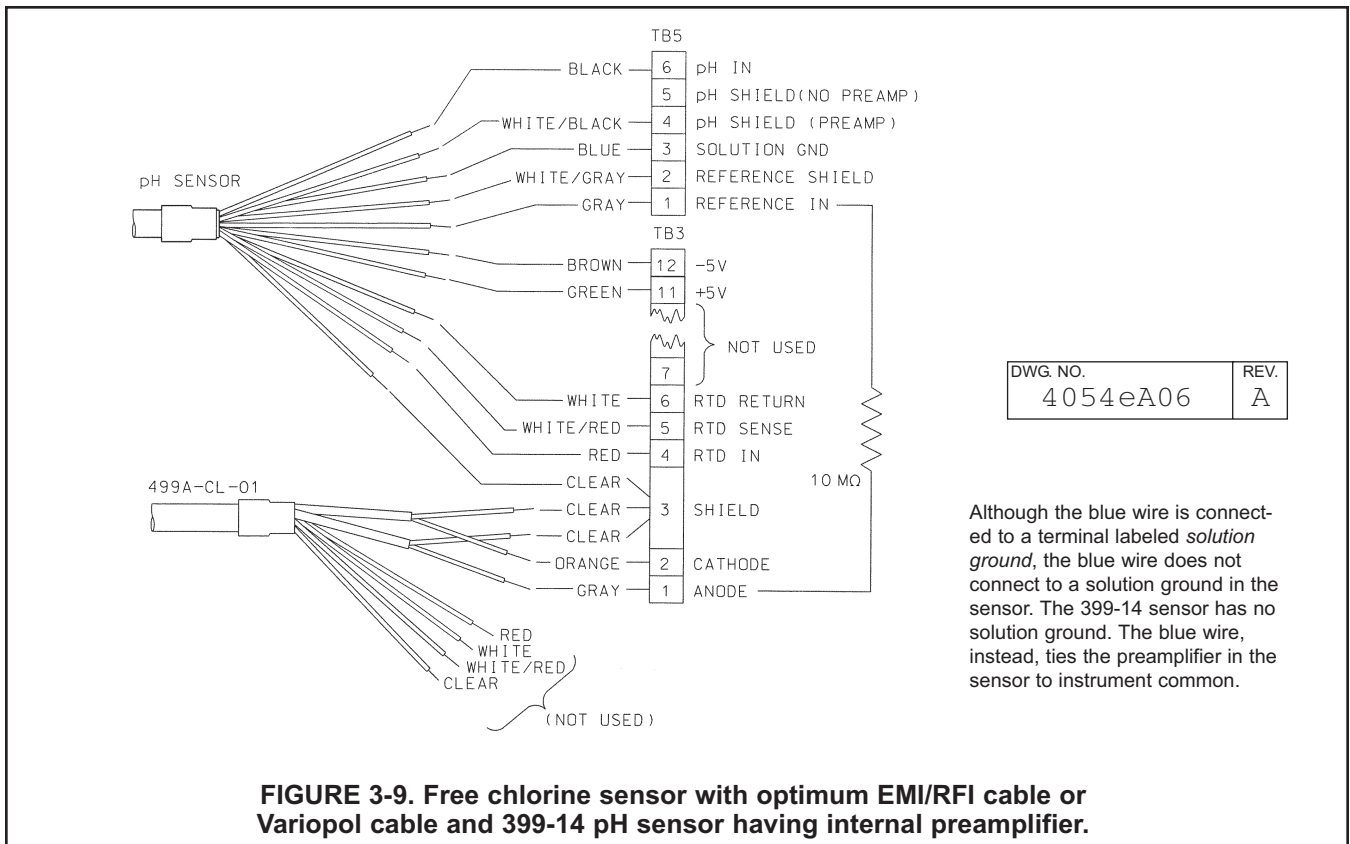 TB5
BLACK 6 pH IN
5 pH SHIELD(NO PREAMP)
WHITE/BLACK 4 pH SHIELD (PREAMP)
BLUE 3 SOLUTION GND
pH SENSOR
WHITE/GRAY 2 REFERENCE SHIELD
GRAY 1 REFERENCE IN
TB3
BROWN 12 -5V
GREEN 11 +5V
NOT USED
7
WHITE 6 RTD RETURN
WHITE/RED 5 RTD SENSE
RED 4 RTD IN
10 MΩ
CLEAR
499A-CL-01
CLEAR 3 SHIELD
CLEAR
ORANGE 2 CATHODE
GRAY 1 ANODE
RED
WHITE
WHITE/RED
CLEAR
(NOT USED)
DWG. NO. REV.
4054eA06 A
Although the blue wire is connect-
ed to a terminal labeled solution
ground, the blue wire does not
connect to a solution ground in the
sensor. The 399-14 sensor has no
solution ground. The blue wire,
instead, ties the preamplifier in the
sensor to instrument common.
FIGURE 3-9. Free chlorine sensor with optimum EMI/RFI cable or
Variopol cable and 399-14 pH sensor having internal preamplifier.